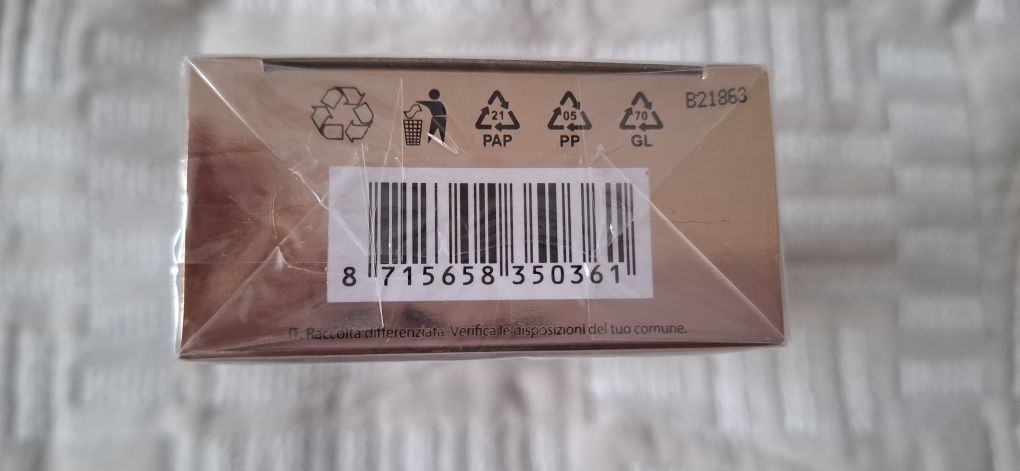 21 05 70 B21863
PAP PP GL
8 715658 350361
IT: Raccolta differenziata. Verifica le disposizioni del tuo comune.